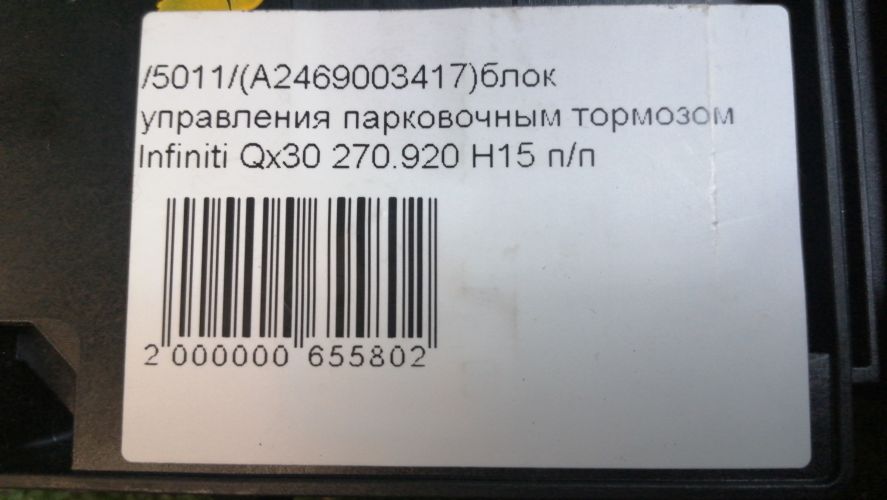 /5011/(A2469003417)блок
управления парковочным тормозом
Infiniti Qx30 270.920 H15 п/п
2 000000 655802